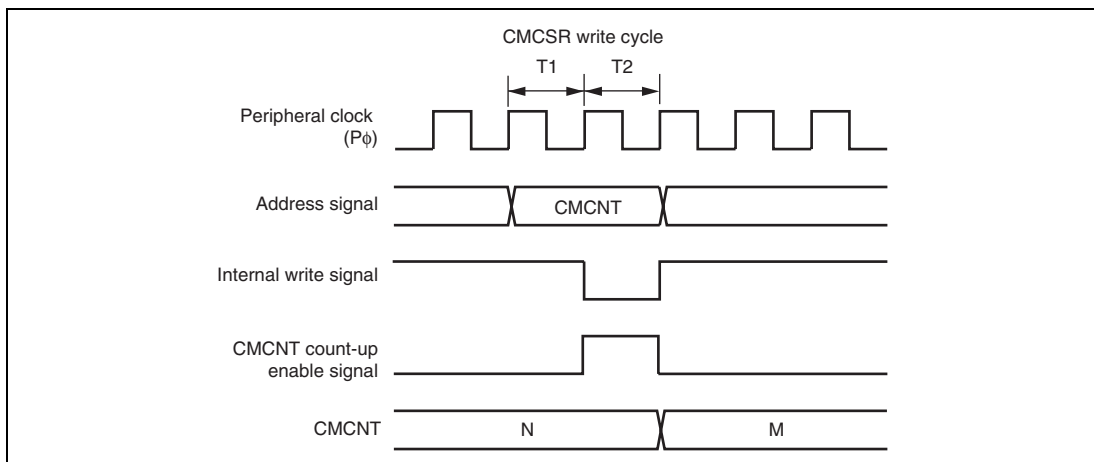 CMCSR write cycle
T1 T2
Peripheral clock
(Pϕ)
Address signal CMCNT
Internal write signal
CMCNT count-up
enable signal
CMCNT N M